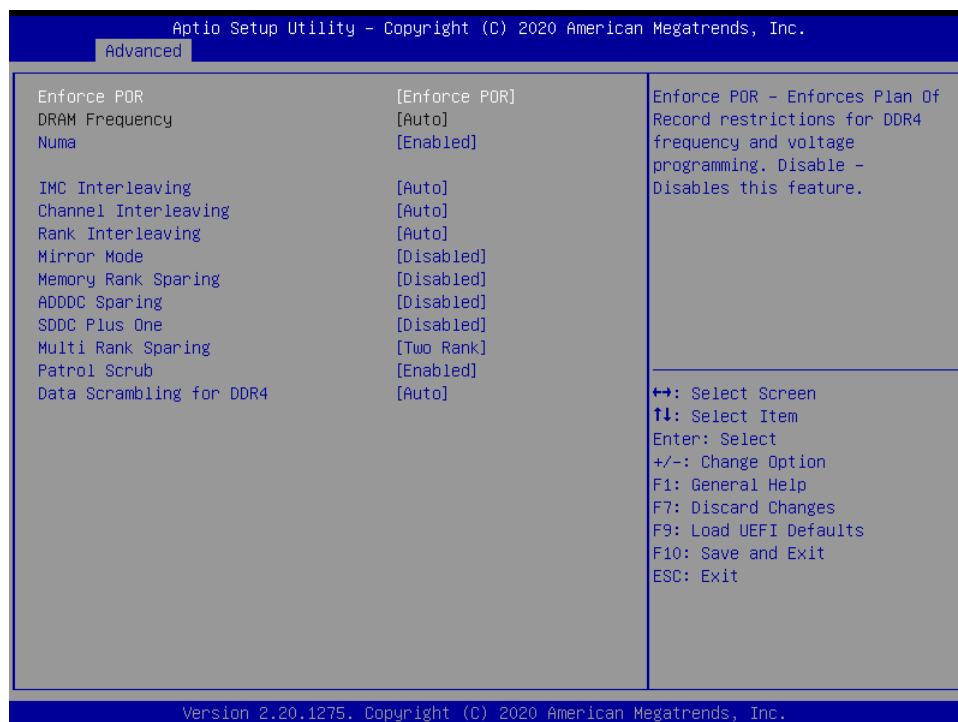 Aptio Setup Utility – Copyright (C) 2020 American Megatrends, Inc.
Advanced
Enforce POR [Enforce POR]
DRAM Frequency [Auto]
Numa [Enabled]
IMC Interleaving [Auto]
Channel Interleaving [Auto]
Rank Interleaving [Auto]
Mirror Mode [Disabled]
Memory Rank Sparing [Disabled]
ADDDC Sparing [Disabled]
SDDC Plus One [Disabled]
Multi Rank Sparing [Two Rank]
Patrol Scrub [Enabled]
Data Scrambling for DDR4 [Auto]
Enforce POR – Enforces Plan Of
Record restrictions for DDR4
frequency and voltage
programming. Disable –
Disables this feature.
↔: Select Screen
↑↓: Select Item
Enter: Select
+/-: Change Option
F1: General Help
F7: Discard Changes
F9: Load UEFI Defaults
F10: Save and Exit
ESC: Exit
Version 2.20.1275. Copyright (C) 2020 American Megatrends, Inc.